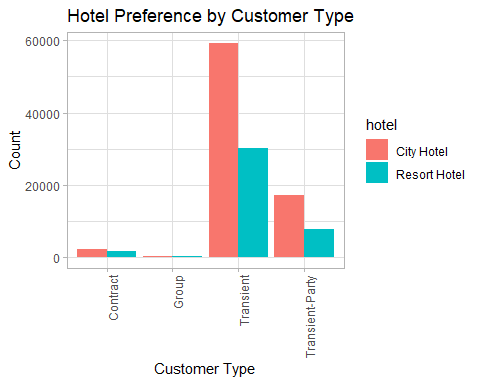 Hotel Preference by Customer Type
60000
40000
20000
0
Count
Contract
Group
Transient
Transient-Party
Customer Type
hotel
City Hotel
Resort Hotel